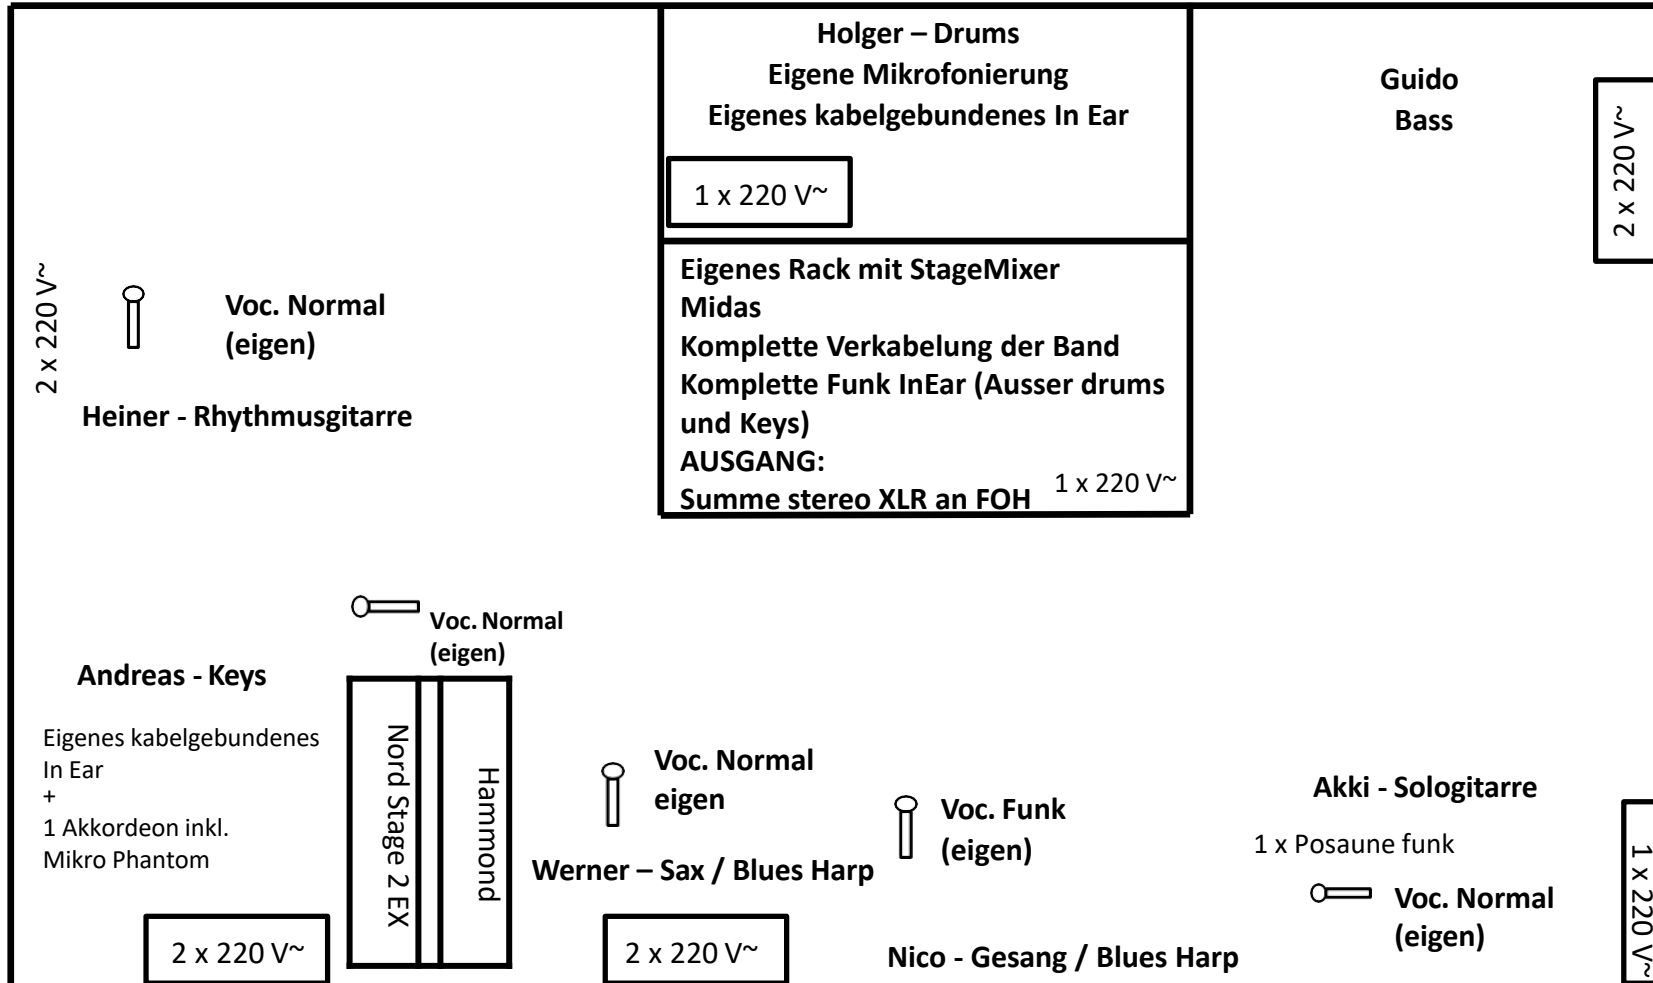 Holger – Drums
Eigene Mikrofonierung
Eigenes kabelgebundenes In Ear
1 x 220 V~
Guido
Bass
2 x 220 V~
2 x 220 V~
Voc. Normal
(eigen)
Heiner - Rhythmusgitarre
Eigenes Rack mit StageMixer
Midas
Komplette Verkabelung der Band
Komplette Funk InEar (Ausser drums
und Keys)
AUSGANG:
Summe stereo XLR an FOH
1 x 220 V~
Voc. Normal
(eigen)
Andreas - Keys
Eigenes kabelgebundenes
In Ear
+
1 Akkordeon inkl.
Mikro Phantom
2 x 220 V~
Nord Stage 2 EX
Hammond
Voc. Normal
eigen
Werner – Sax / Blues Harp
2 x 220 V~
Voc. Funk
(eigen)
Nico - Gesang / Blues Harp
Akki - Sologitarre
1 x Posaune funk
Voc. Normal
(eigen)
1 x 220 V~